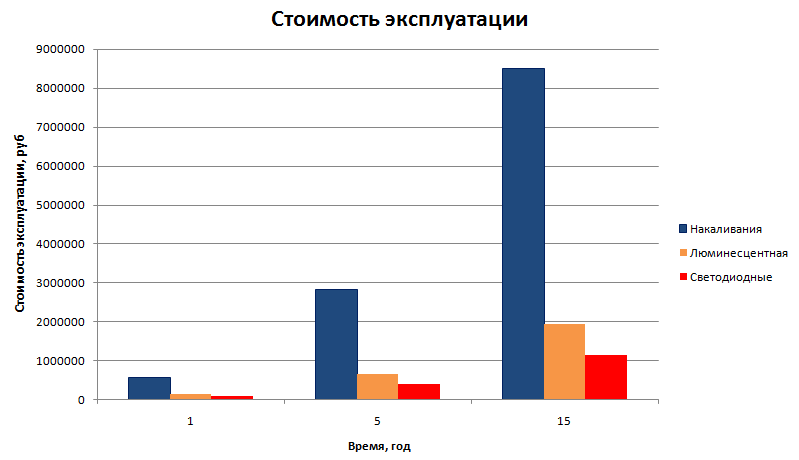 Стоимость эксплуатации
9000000
8000000
7000000
6000000
5000000
4000000
3000000
2000000
1000000
0
Стоимость эксплуатации, руб
1
5
15
Время, год
Накаливания
Люминесцентная
Светодиодные